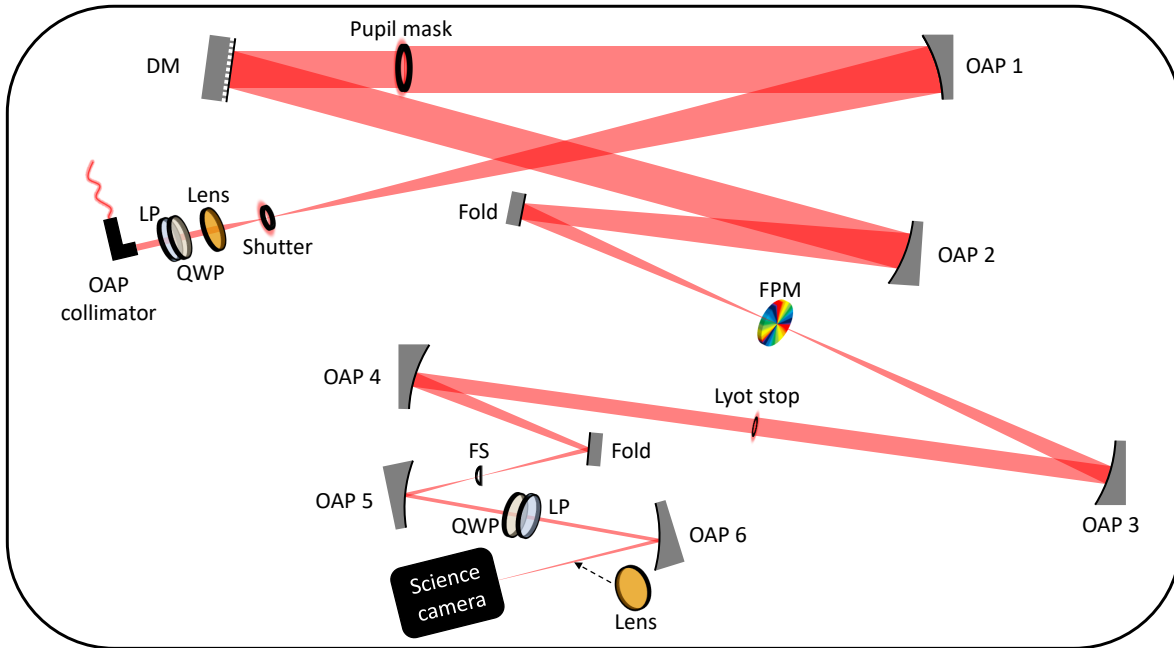 Pupil mask
DM
OAP 1
Lens
LP
Fold
Shutter
QWP
OAP 2
OAP
collimator
FPM
OAP 4
Lyot stop
FS
Fold
OAP 5
LP
QWP
OAP 3
OAP 6
Science
camera
Lens